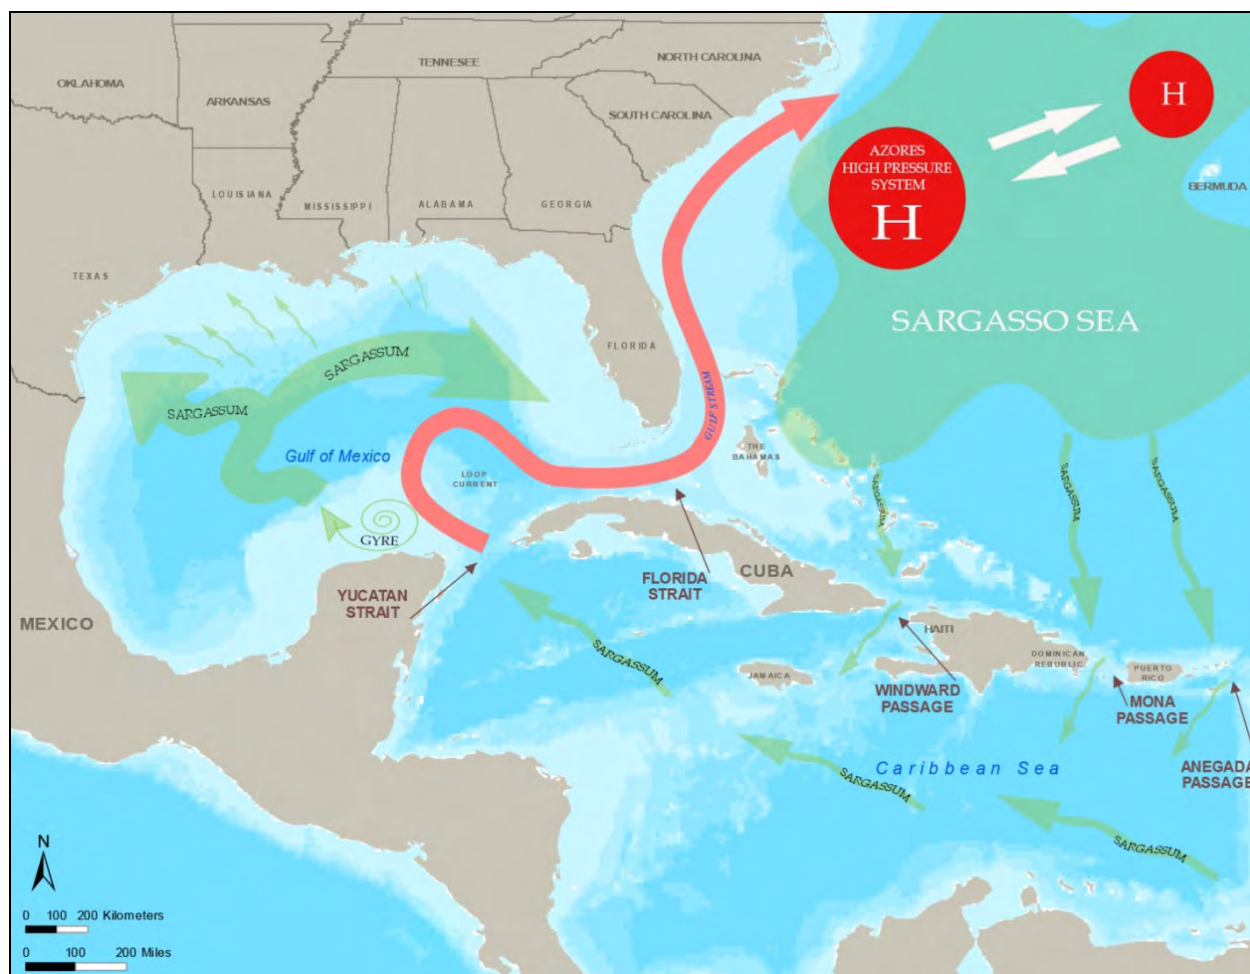 NORTH CAROLINA
TENNESSEE
OKLAHOMA
ARKANSAS
SOUTH CAROLINA
H
AZORES
HIGH PRESSURE
SYSTEM
H
BERMUDA
LOUISIANA
MISSISSIPPI
ALABAMA
GEORGIA
TEXAS
SARGASSO SEA
FLORIDA
SARGASSUM
SARGASSUM
GULF STREAM
Gulf of Mexico
LOOP
CURRENT
THE
BAHAMAS
SARGASSUM
SARGASSUM
SARGASSUM
GYRE
CUBA
FLORIDA
STRAIT
YUCATAN
STRAIT
MEXICO
HAITI
DOMINICAN
REPUBLIC
PUERTO
RICO
SARGASSUM
JAMAICA
WINDWARD
PASSAGE
MONA
PASSAGE
ANEGADA
PASSAGE
Caribbean Sea
SARGASSUM
SARGASSUM
N
0 100 200 Kilometers
0 100 200 Miles